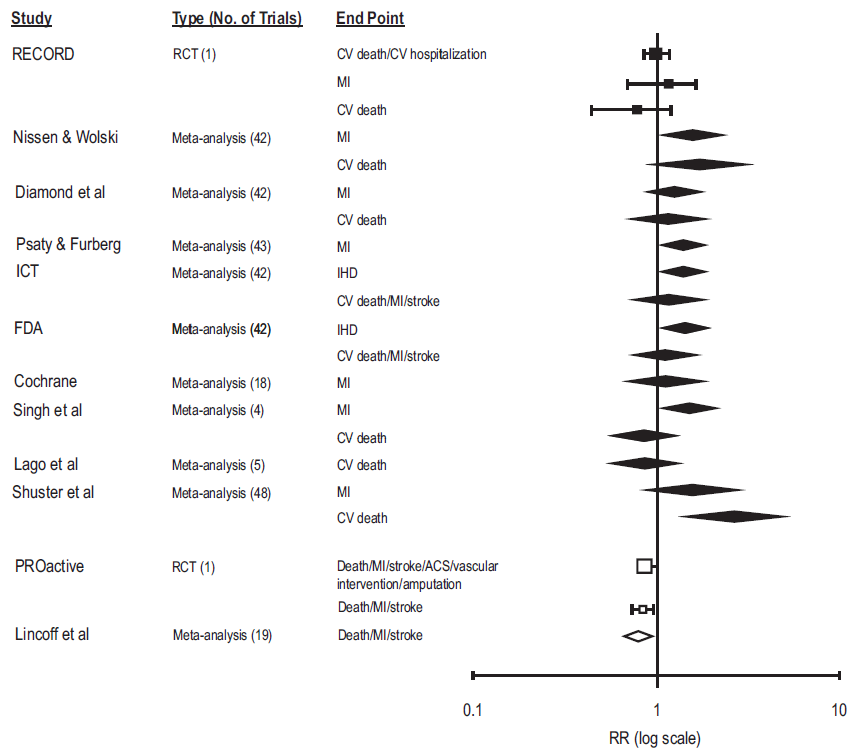 Study Type (No. of Trials) End Point
RECORD RCT (1) CV death/CV hospitalization
MI
CV death
Nissen & Wolski Meta-analysis (42) MI
CV death
Diamond et al Meta-analysis (42) MI
CV death
Psaty & Furberg Meta-analysis (43) MI
ICT Meta-analysis (42) IHD
CV death/MI/stroke
FDA Meta-analysis (42) IHD
CV death/MI/stroke
Cochrane Meta-analysis (18) MI
Singh et al Meta-analysis (4) MI
CV death
Lago et al Meta-analysis (5) CV death
Shuster et al Meta-analysis (48) MI
CV death
PROactive RCT (1) Death/MI/stroke/ACS/vascular
intervention/amputation
Death/MI/stroke
Lincoff et al Meta-analysis (19) Death/MI/stroke
0.1 1 10
RR (log scale)